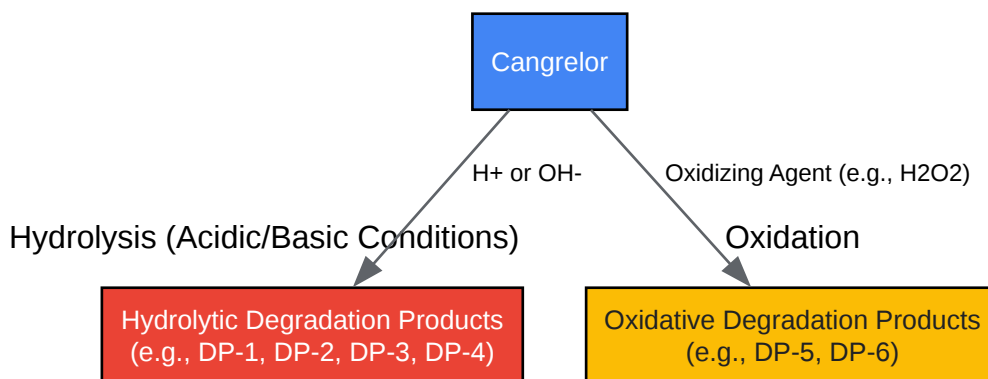 Cangrelor
H+ or OH-
Oxidizing Agent (e.g., H2O2)
Hydrolysis (Acidic/Basic Conditions)
Oxidation
Hydrolytic Degradation Products
(e.g., DP-1, DP-2, DP-3, DP-4)
Oxidative Degradation Products
(e.g., DP-5, DP-6)